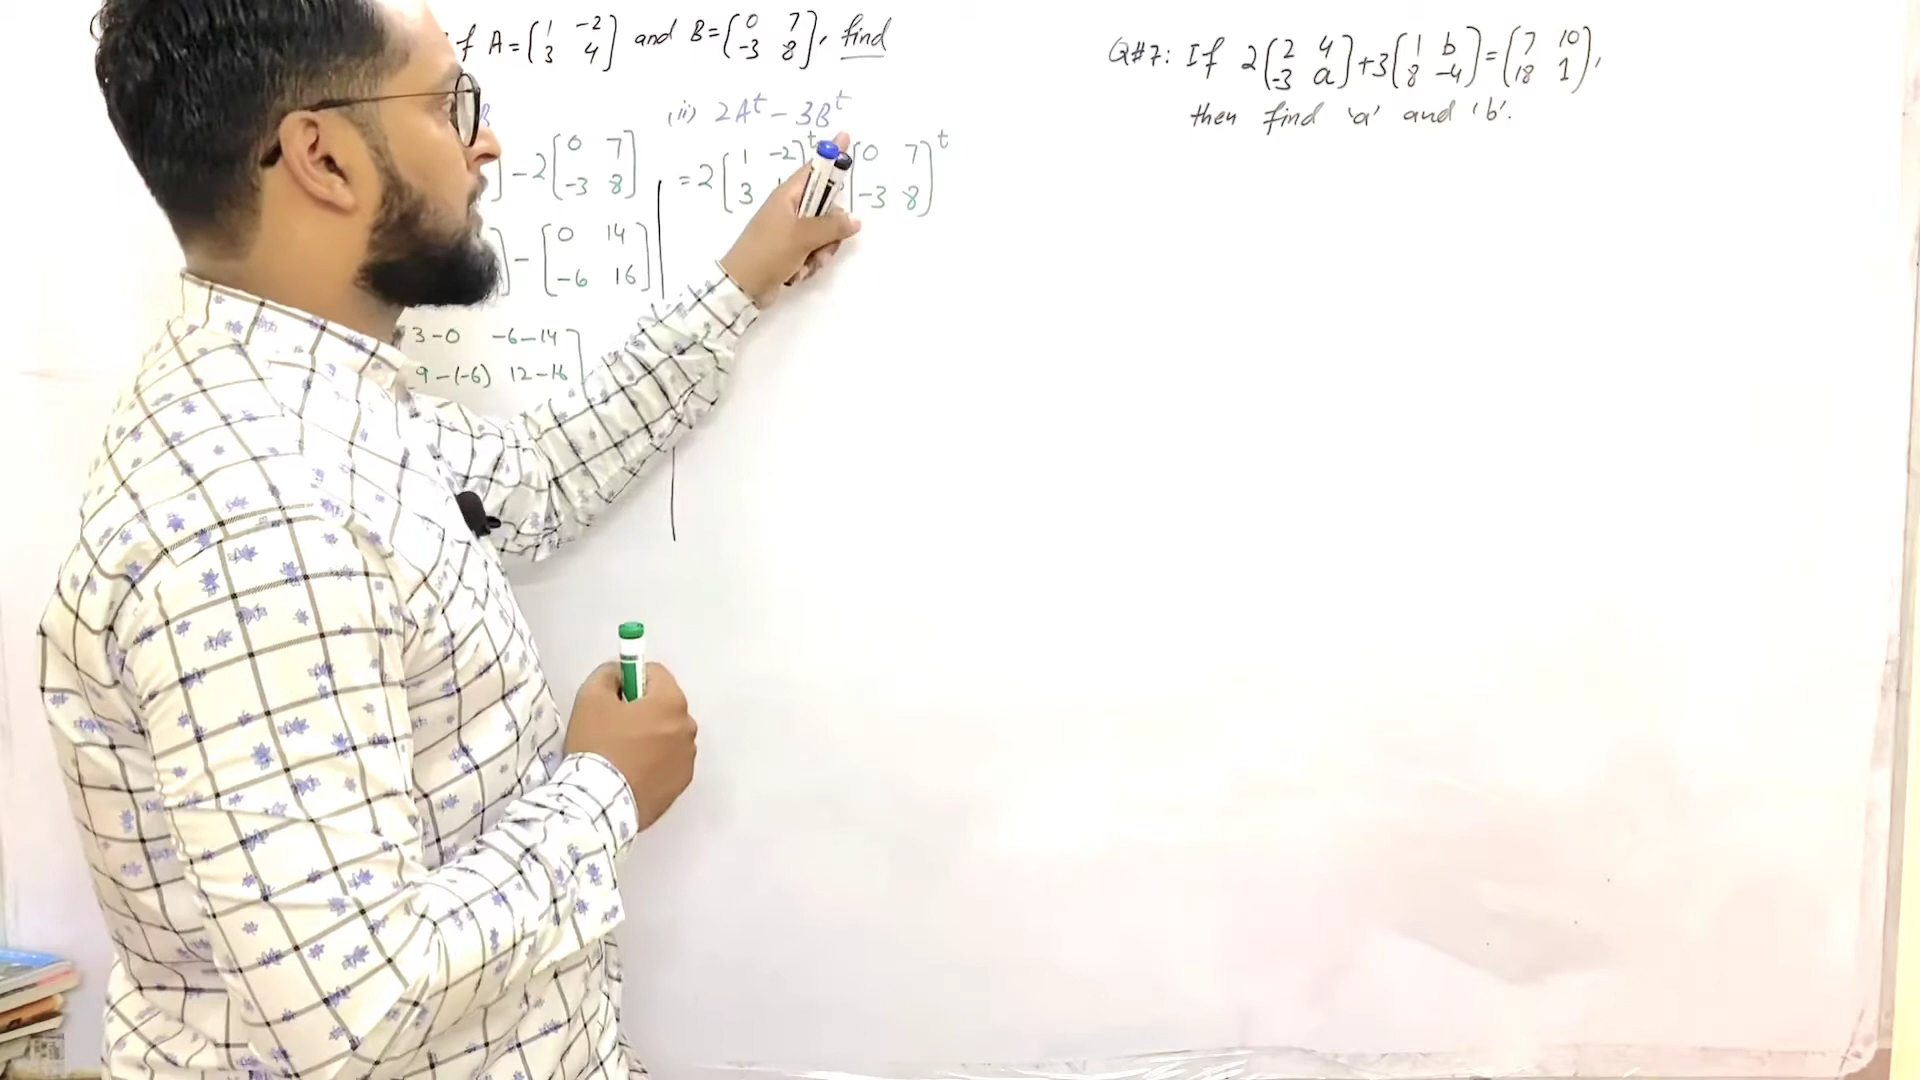 f A = [1 -2 3 4] and B = [0 7 -3 8], find
B
(ii) 2Aᵗ - 3Bᵗ
] - 2 [0 7 -3 8]
= 2 [1 -2 3 ]ᵗ [0 7 -3 8]ᵗ
] - [0 14 -6 16]
3-0 -6-14
9-(-6) 12-16
Q#7: If 2 [2 4 -3 a] + 3 [1 b 8 -4] = [7 10 18 1],
then find 'a' and 'b'.